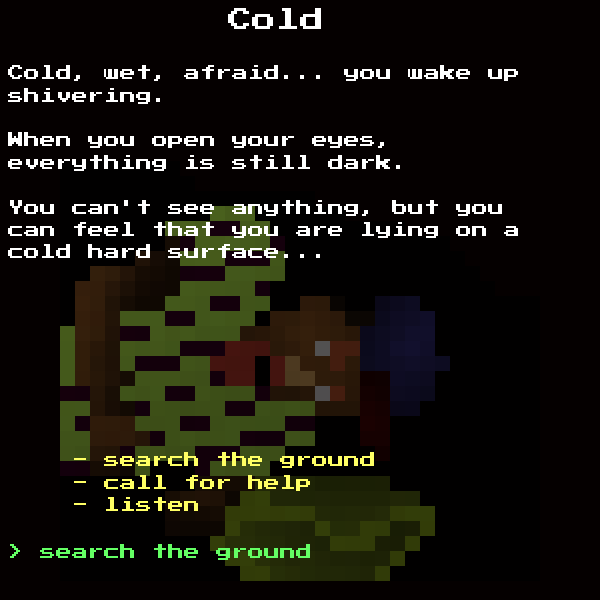 Cold
Cold, wet, afraid... you wake up
shivering.
When you open your eyes,
everything is still dark.
You can't see anything, but you
can feel that you are lying on a
cold hard surface...
- search the ground
- call for help
- listen
> search the ground